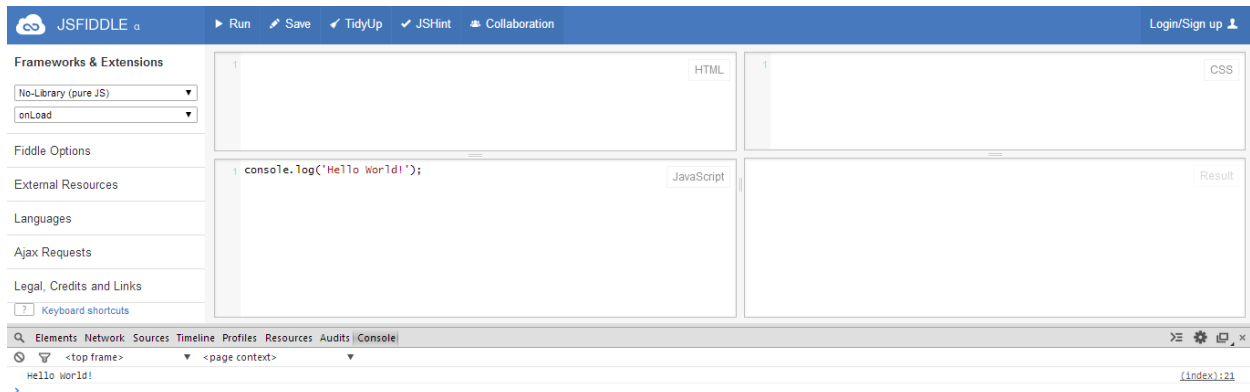 JSFIDDLE α Run Save TidyUp JSHint Collaboration Login/Sign up
Frameworks & Extensions
No-Library (pure JS)
onLoad
Fiddle Options
External Resources
Languages
Ajax Requests
Legal, Credits and Links
? Keyboard shortcuts
1 HTML
1 CSS
1 console.log('Hello World!');
JavaScript
Result
Elements Network Sources Timeline Profiles Resources Audits Console
<top frame> <page context>
Hello World! (index):21